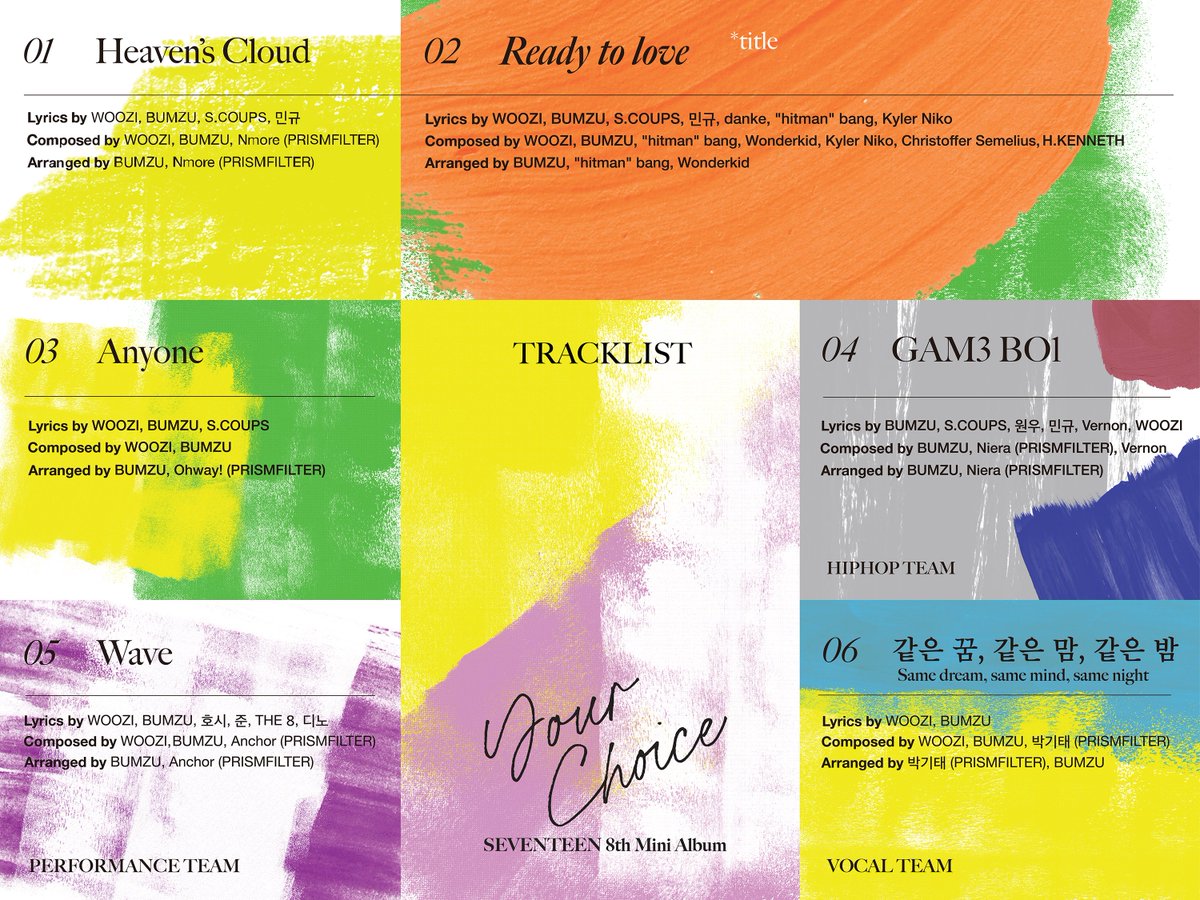 01 Heaven's Cloud
Lyrics by WOOZI, BUMZU, S.COUPS, 민규
Composed by WOOZI, BUMZU, Nmore (PRISMFILTER)
Arranged by BUMZU, Nmore (PRISMFILTER)
02 Ready to love *title
Lyrics by WOOZI, BUMZU, S.COUPS, 민규, danke, "hitman" bang, Kyler Niko
Composed by WOOZI, BUMZU, "hitman" bang, Wonderkid, Kyler Niko, Christoffer Semelius, H.KENNETH
Arranged by BUMZU, "hitman" bang, Wonderkid
03 Anyone
Lyrics by WOOZI, BUMZU, S.COUPS
Composed by WOOZI, BUMZU
Arranged by BUMZU, Ohway! (PRISMFILTER)
TRACKLIST
Your
Choice
SEVENTEEN 8th Mini Album
04 GAM3 BO1
Lyrics by BUMZU, S.COUPS, 원우, 민규, Vernon, WOOZI
Composed by BUMZU, Niera (PRISMFILTER), Vernon
Arranged by BUMZU, Niera (PRISMFILTER)
HIPHOP TEAM
05 Wave
Lyrics by WOOZI, BUMZU, 호시, 준, THE 8, 디노
Composed by WOOZI, BUMZU, Anchor (PRISMFILTER)
Arranged by BUMZU, Anchor (PRISMFILTER)
PERFORMANCE TEAM
06 같은 꿈, 같은 맘, 같은 밤
Same dream, same mind, same night
Lyrics by WOOZI, BUMZU
Composed by WOOZI, BUMZU, 박기태 (PRISMFILTER)
Arranged by 박기태 (PRISMFILTER), BUMZU
VOCAL TEAM